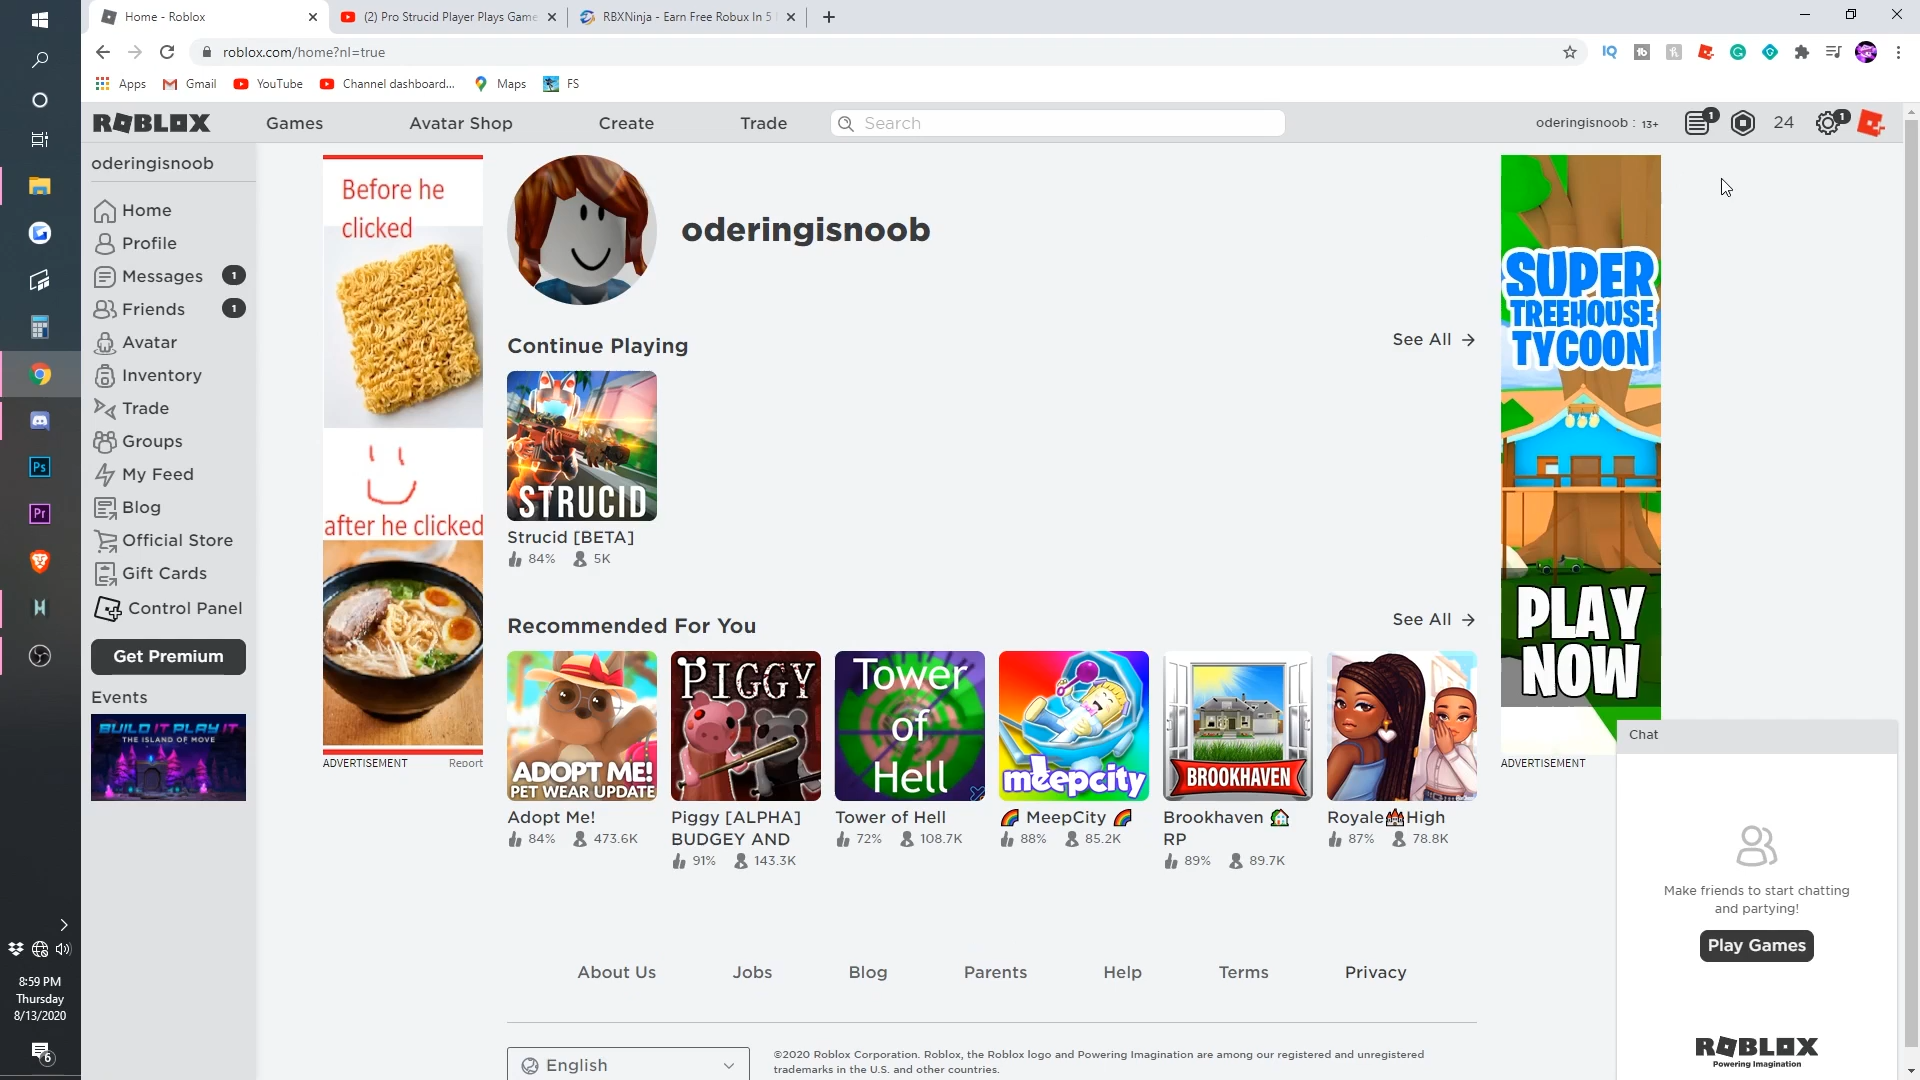 Home - Roblox
(2) Pro Strucid Player Plays Game
RBXNinja - Earn Free Robux In 5
roblox.com/home?nl=true
Apps
Gmail
YouTube
Channel dashboard...
Maps
FS
ROBLOX
Games
Avatar Shop
Create
Trade
Search
oderingisnoob : 13+
1
24
1
oderingisnoob
Home
Profile
Messages
1
Friends
1
Avatar
Inventory
Trade
Groups
My Feed
Blog
Official Store
Gift Cards
Control Panel
Get Premium
Events
BUILD IT PLAY IT
THE ISLAND OF MOVE
Before he
clicked
after he clicked
ADVERTISEMENT
Report
oderingisnoob
Continue Playing
See All
STRUCID
Strucid [BETA]
84%
5K
Recommended For You
See All
ADOPT ME!
PET WEAR UPDATE
Adopt Me!
84%
473.6K
PIGGY
Piggy [ALPHA]
BUDGEY AND
91%
143.3K
Tower
of
Hell
Tower of Hell
72%
108.7K
meepcity
🌈 MeepCity 🌈
88%
85.2K
BROOKHAVEN
Brookhaven 🏡
RP
89%
89.7K
Royale🏰High
87%
78.8K
SUPER
TREEHOUSE
TYCOON
PLAY
NOW
ADVERTISEMENT
Chat
Make friends to start chatting
and partying!
Play Games
ROBLOX
Powering Imagination
About Us
Jobs
Blog
Parents
Help
Terms
Privacy
English
©2020 Roblox Corporation. Roblox, the Roblox logo and Powering Imagination are among our registered and unregistered
trademarks in the U.S. and other countries.
Ps
Pr
8:59 PM
Thursday
8/13/2020
6